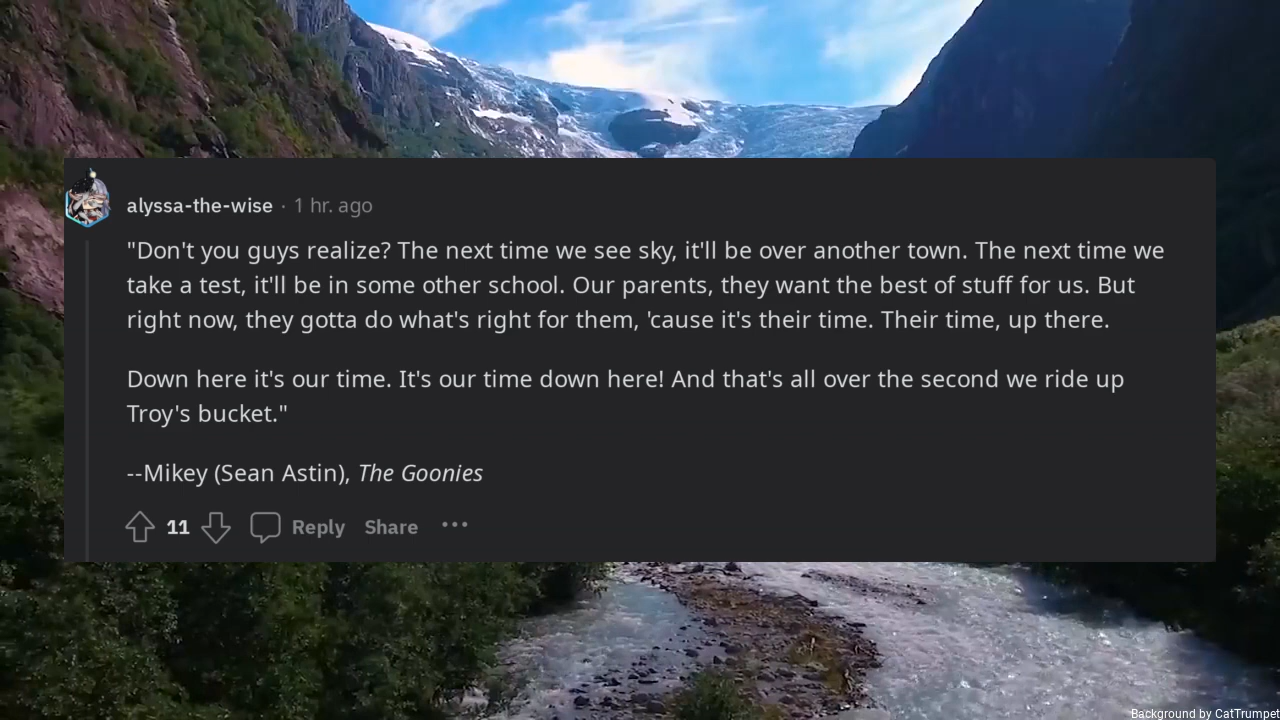 alyssa-the-wise · 1 hr. ago
"Don't you guys realize? The next time we see sky, it'll be over another town. The next time we
take a test, it'll be in some other school. Our parents, they want the best of stuff for us. But
right now, they gotta do what's right for them, 'cause it's their time. Their time, up there.
Down here it's our time. It's our time down here! And that's all over the second we ride up
Troy's bucket."
--Mikey (Sean Astin), The Goonies
11 Reply Share
Background by CatTrumpet